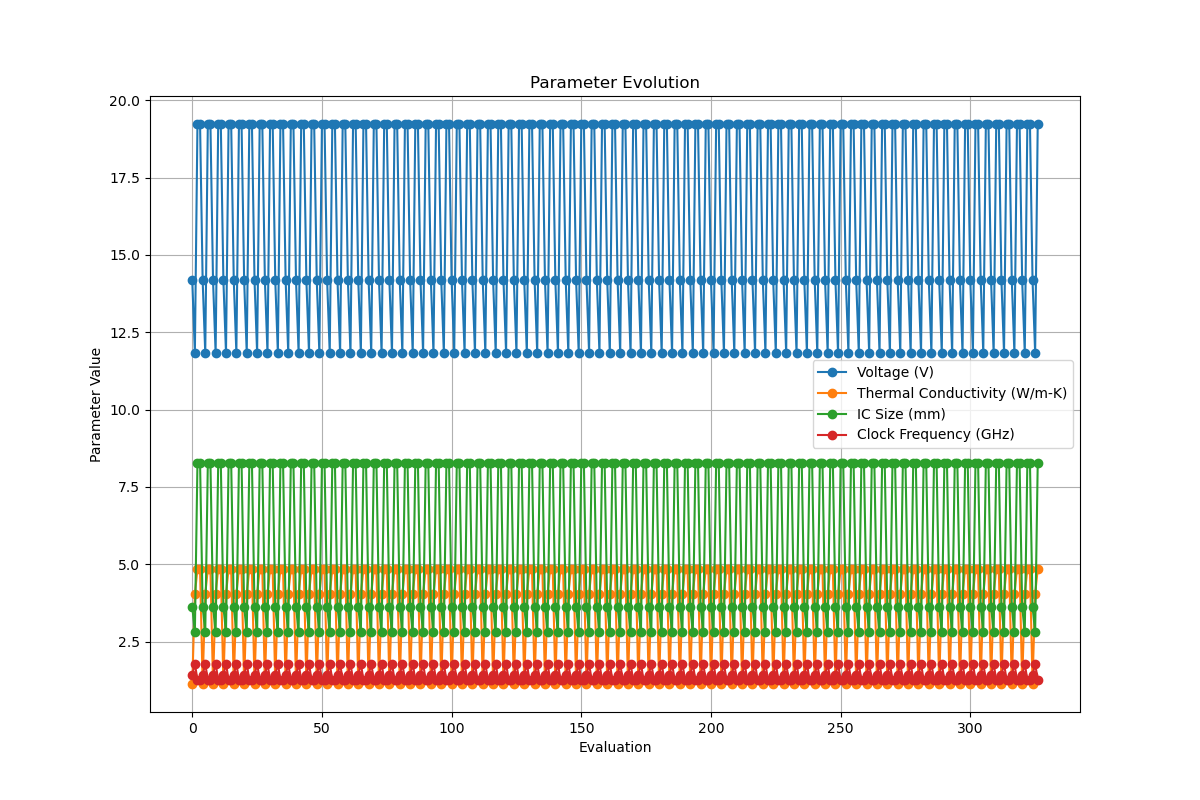 Parameter Evolution
20.0
17.5
15.0
12.5
10.0
7.5
5.0
2.5
Parameter Value
Voltage (V)
Thermal Conductivity (W/m-K)
IC Size (mm)
Clock Frequency (GHz)
0 50 100 150 200 250 300
Evaluation